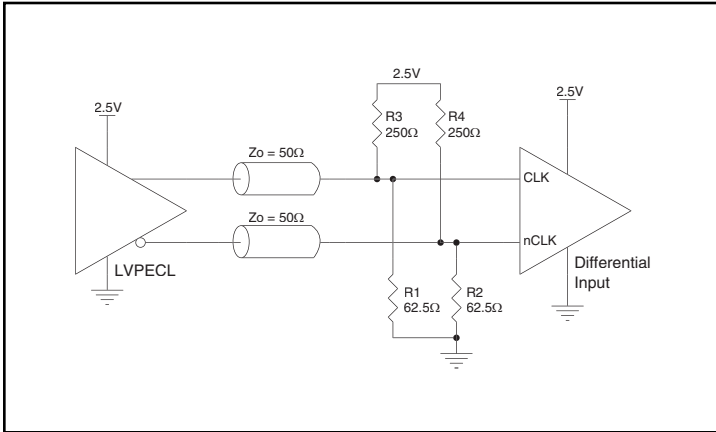 2.5V
2.5V
2.5V
R3
250Ω
R4
250Ω
Zo = 50Ω
CLK
Zo = 50Ω
nCLK
LVPECL
Differential
Input
R1
62.5Ω
R2
62.5Ω